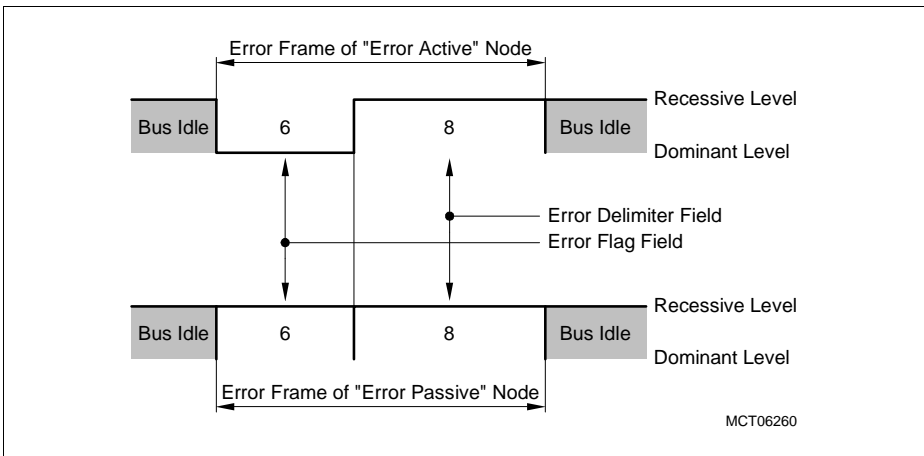 Error Frame of "Error Active" Node
Recessive Level
Bus Idle 6 8 Bus Idle
Dominant Level
Error Delimiter Field
Error Flag Field
Recessive Level
Bus Idle 6 8 Bus Idle
Dominant Level
Error Frame of "Error Passive" Node
MCT06260